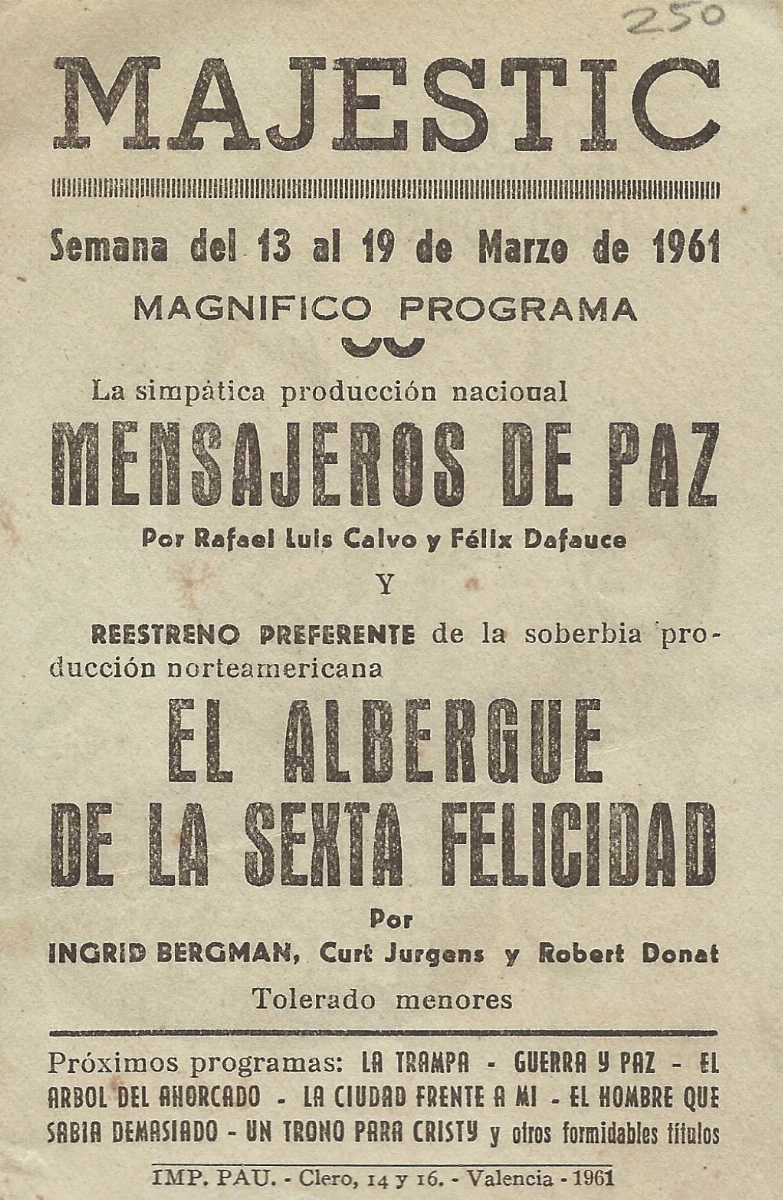 250
MAJESTIC
Semana del 13 al 19 de Marzo de 1961
MAGNIFICO PROGRAMA
La simpática producción nacional
MENSAJEROS DE PAZ
Por Rafael Luis Calvo y Félix Dafauce
Y
REESTRENO PREFERENTE de la soberbia pro-
ducción norteamericana
EL ALBERGUE
DE LA SEXTA FELICIDAD
Por
INGRID BERGMAN, Curt Jurgens y Robert Donat
Tolerado menores
Próximos programas: LA TRAMPA - GUERRA Y PAZ - EL
ARBOL DEL AHORCADO - LA CIUDAD FRENTE A MI - EL HOMBRE QUE
SABIA DEMASIADO - UN TRONO PARA CRISTY y otros formidables títulos
IMP. PAU. - Clero, 14 y 16. - Valencia - 1961